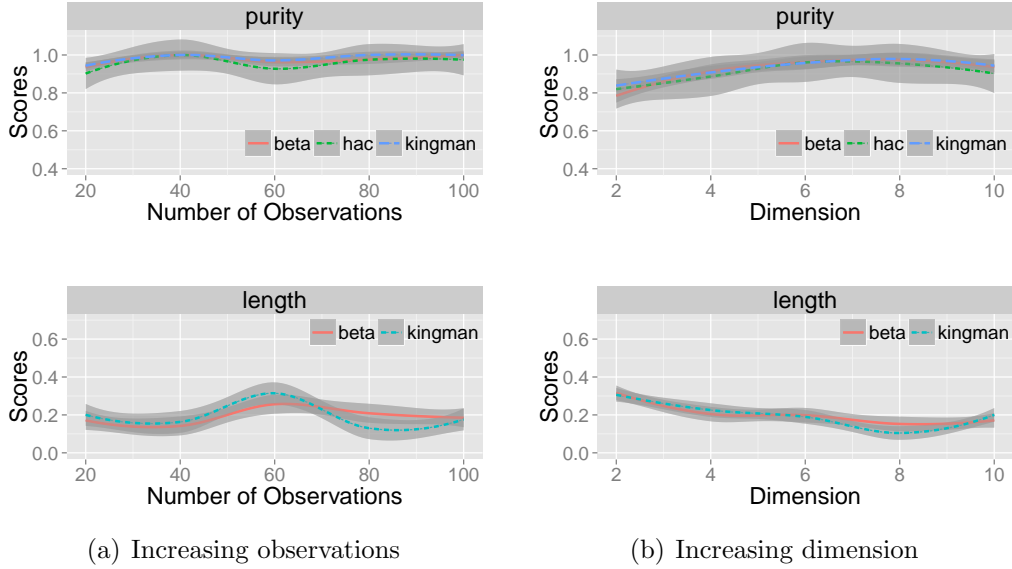 purity
Scores
1.0
0.8
0.6
0.4
beta hac kingman
20 40 60 80 100
Number of Observations
purity
Scores
1.0
0.8
0.6
0.4
beta hac kingman
2 4 6 8 10
Dimension
length
Scores
0.6
0.4
0.2
0.0
beta kingman
20 40 60 80 100
Number of Observations
length
Scores
0.6
0.4
0.2
0.0
beta kingman
2 4 6 8 10
Dimension
(a) Increasing observations
(b) Increasing dimension